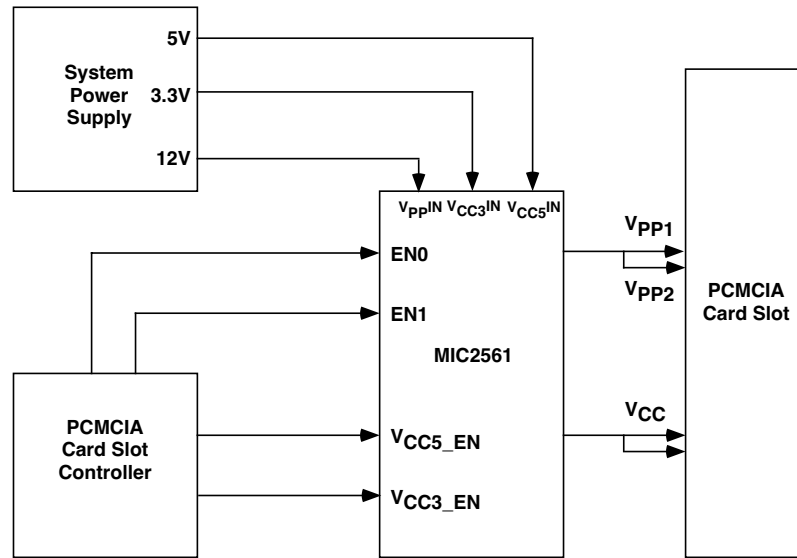 5V
System
Power
Supply
3.3V
12V
VPPIN VCC3IN VCC5IN
EN0
EN1
MIC2561
VCC5_EN
VCC3_EN
PCMCIA
Card Slot
Controller
VPP1
VPP2
VCC
PCMCIA
Card Slot